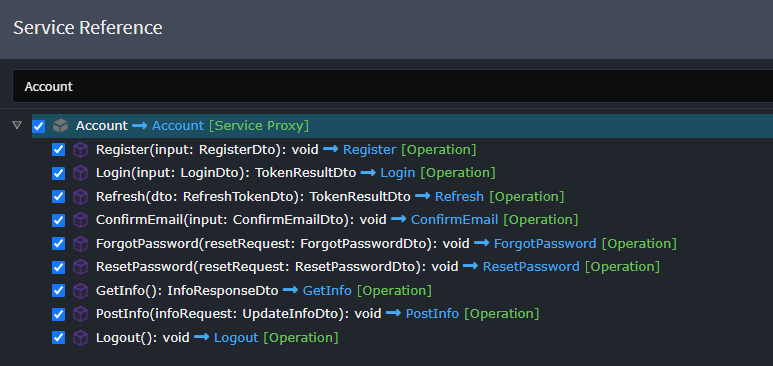 Service Reference
Account
Account → Account [Service Proxy]
Register(input: RegisterDto): void → Register [Operation]
Login(input: LoginDto): TokenResultDto → Login [Operation]
Refresh(dto: RefreshTokenDto): TokenResultDto → Refresh [Operation]
ConfirmEmail(input: ConfirmEmailDto): void → ConfirmEmail [Operation]
ForgotPassword(resetRequest: ForgotPasswordDto): void → ForgotPassword [Operation]
ResetPassword(resetRequest: ResetPasswordDto): void → ResetPassword [Operation]
GetInfo(): InfoResponseDto → GetInfo [Operation]
PostInfo(infoRequest: UpdateInfoDto): void → PostInfo [Operation]
Logout(): void → Logout [Operation]